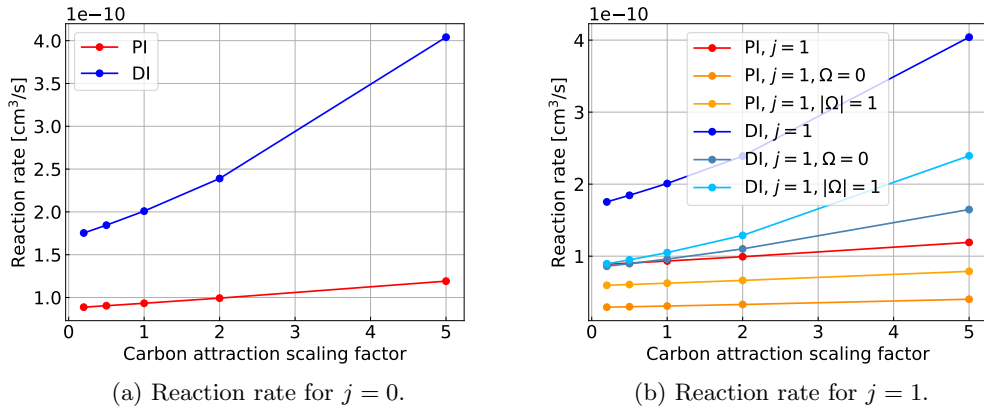 1e−10
4.0
3.5
3.0
2.5
2.0
1.5
1.0
Reaction rate [cm³/s]
PI
DI
0 1 2 3 4 5
Carbon attraction scaling factor
(a) Reaction rate for j = 0.
1e−10
4
3
2
1
Reaction rate [cm³/s]
PI, j = 1
PI, j = 1, Ω = 0
PI, j = 1, |Ω| = 1
DI, j = 1
DI, j = 1, Ω = 0
DI, j = 1, |Ω| = 1
0 1 2 3 4 5
Carbon attraction scaling factor
(b) Reaction rate for j = 1.